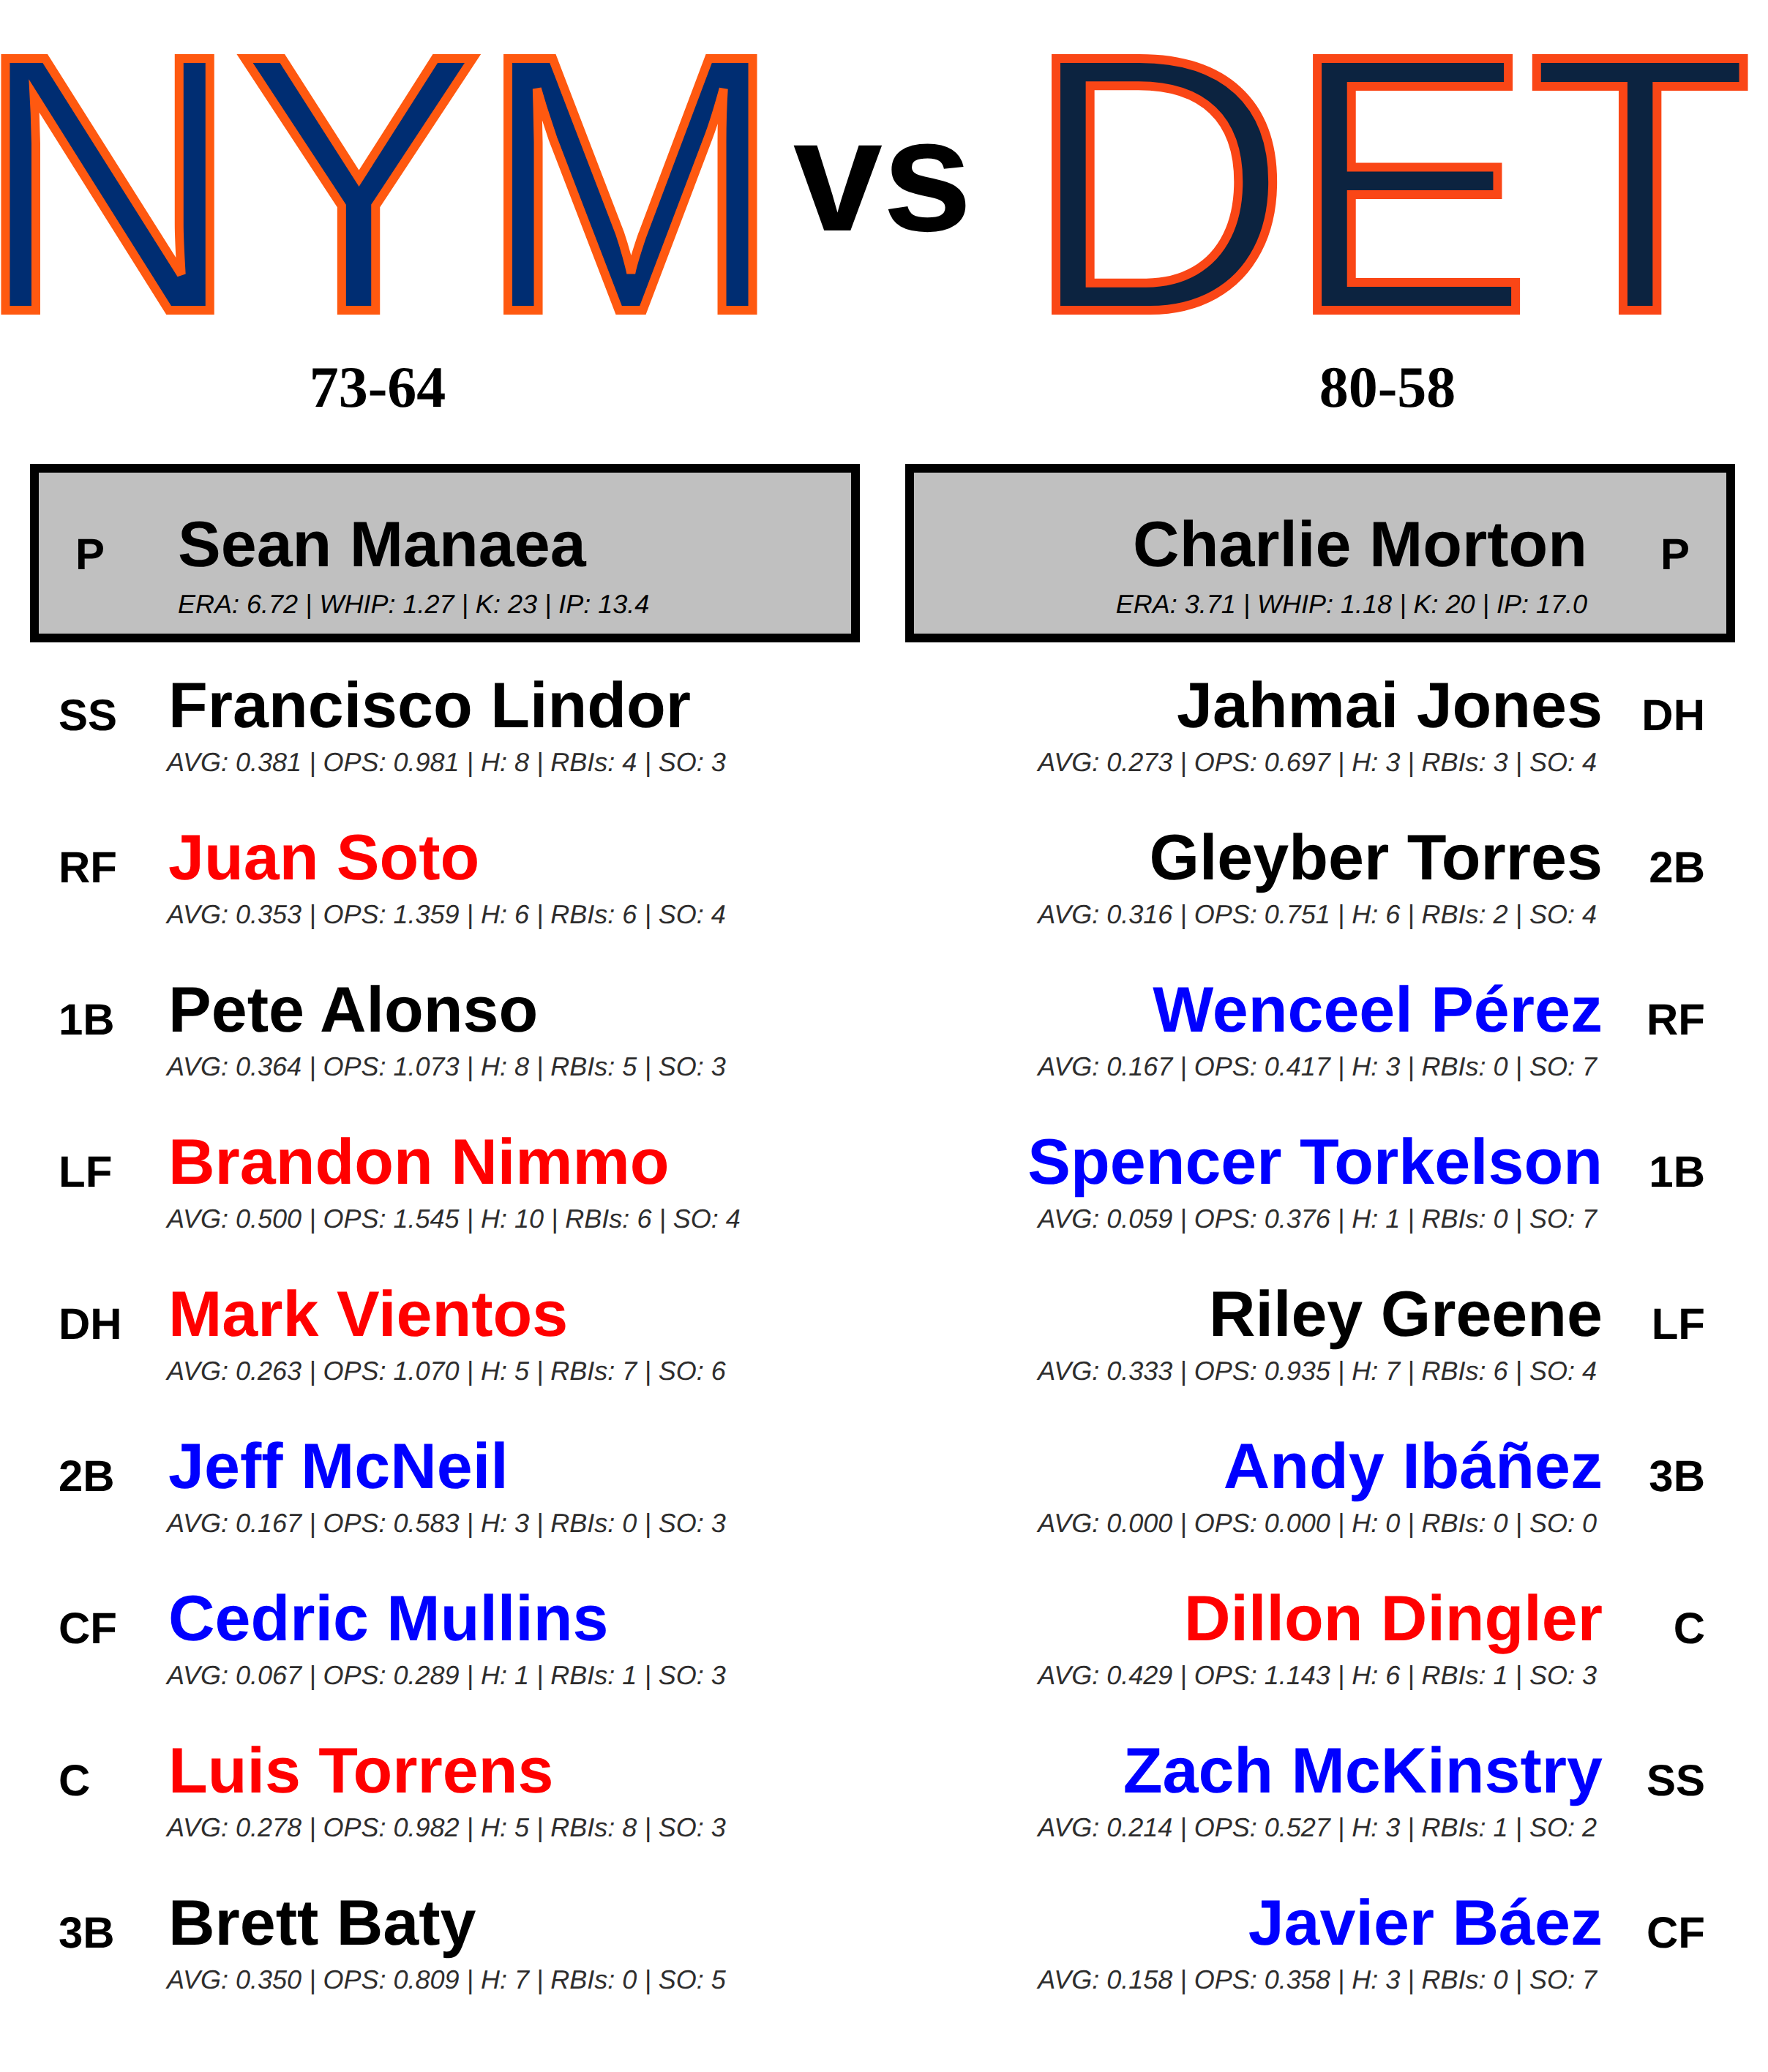 NYM vs DET
73-64 80-58
P Sean Manaea
ERA: 6.72 | WHIP: 1.27 | K: 23 | IP: 13.4
Charlie Morton P
ERA: 3.71 | WHIP: 1.18 | K: 20 | IP: 17.0
SS Francisco Lindor
AVG: 0.381 | OPS: 0.981 | H: 8 | RBIs: 4 | SO: 3
RF Juan Soto
AVG: 0.353 | OPS: 1.359 | H: 6 | RBIs: 6 | SO: 4
1B Pete Alonso
AVG: 0.364 | OPS: 1.073 | H: 8 | RBIs: 5 | SO: 3
LF Brandon Nimmo
AVG: 0.500 | OPS: 1.545 | H: 10 | RBIs: 6 | SO: 4
DH Mark Vientos
AVG: 0.263 | OPS: 1.070 | H: 5 | RBIs: 7 | SO: 6
2B Jeff McNeil
AVG: 0.167 | OPS: 0.583 | H: 3 | RBIs: 0 | SO: 3
CF Cedric Mullins
AVG: 0.067 | OPS: 0.289 | H: 1 | RBIs: 1 | SO: 3
C Luis Torrens
AVG: 0.278 | OPS: 0.982 | H: 5 | RBIs: 8 | SO: 3
3B Brett Baty
AVG: 0.350 | OPS: 0.809 | H: 7 | RBIs: 0 | SO: 5
Jahmai Jones DH
AVG: 0.273 | OPS: 0.697 | H: 3 | RBIs: 3 | SO: 4
Gleyber Torres 2B
AVG: 0.316 | OPS: 0.751 | H: 6 | RBIs: 2 | SO: 4
Wenceel Pérez RF
AVG: 0.167 | OPS: 0.417 | H: 3 | RBIs: 0 | SO: 7
Spencer Torkelson 1B
AVG: 0.059 | OPS: 0.376 | H: 1 | RBIs: 0 | SO: 7
Riley Greene LF
AVG: 0.333 | OPS: 0.935 | H: 7 | RBIs: 6 | SO: 4
Andy Ibáñez 3B
AVG: 0.000 | OPS: 0.000 | H: 0 | RBIs: 0 | SO: 0
Dillon Dingler C
AVG: 0.429 | OPS: 1.143 | H: 6 | RBIs: 1 | SO: 3
Zach McKinstry SS
AVG: 0.214 | OPS: 0.527 | H: 3 | RBIs: 1 | SO: 2
Javier Báez CF
AVG: 0.158 | OPS: 0.358 | H: 3 | RBIs: 0 | SO: 7